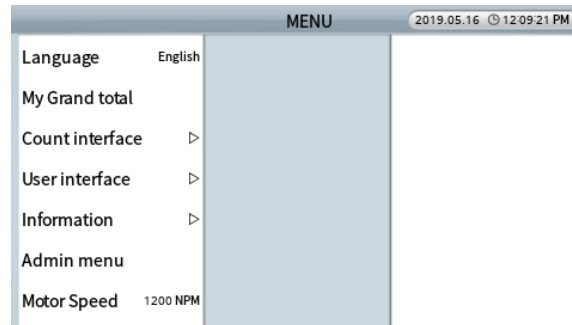 MENU 2019.05.16 12:09:21 PM
Language English
My Grand total
Count interface
User interface
Information
Admin menu
Motor Speed 1200 NPM